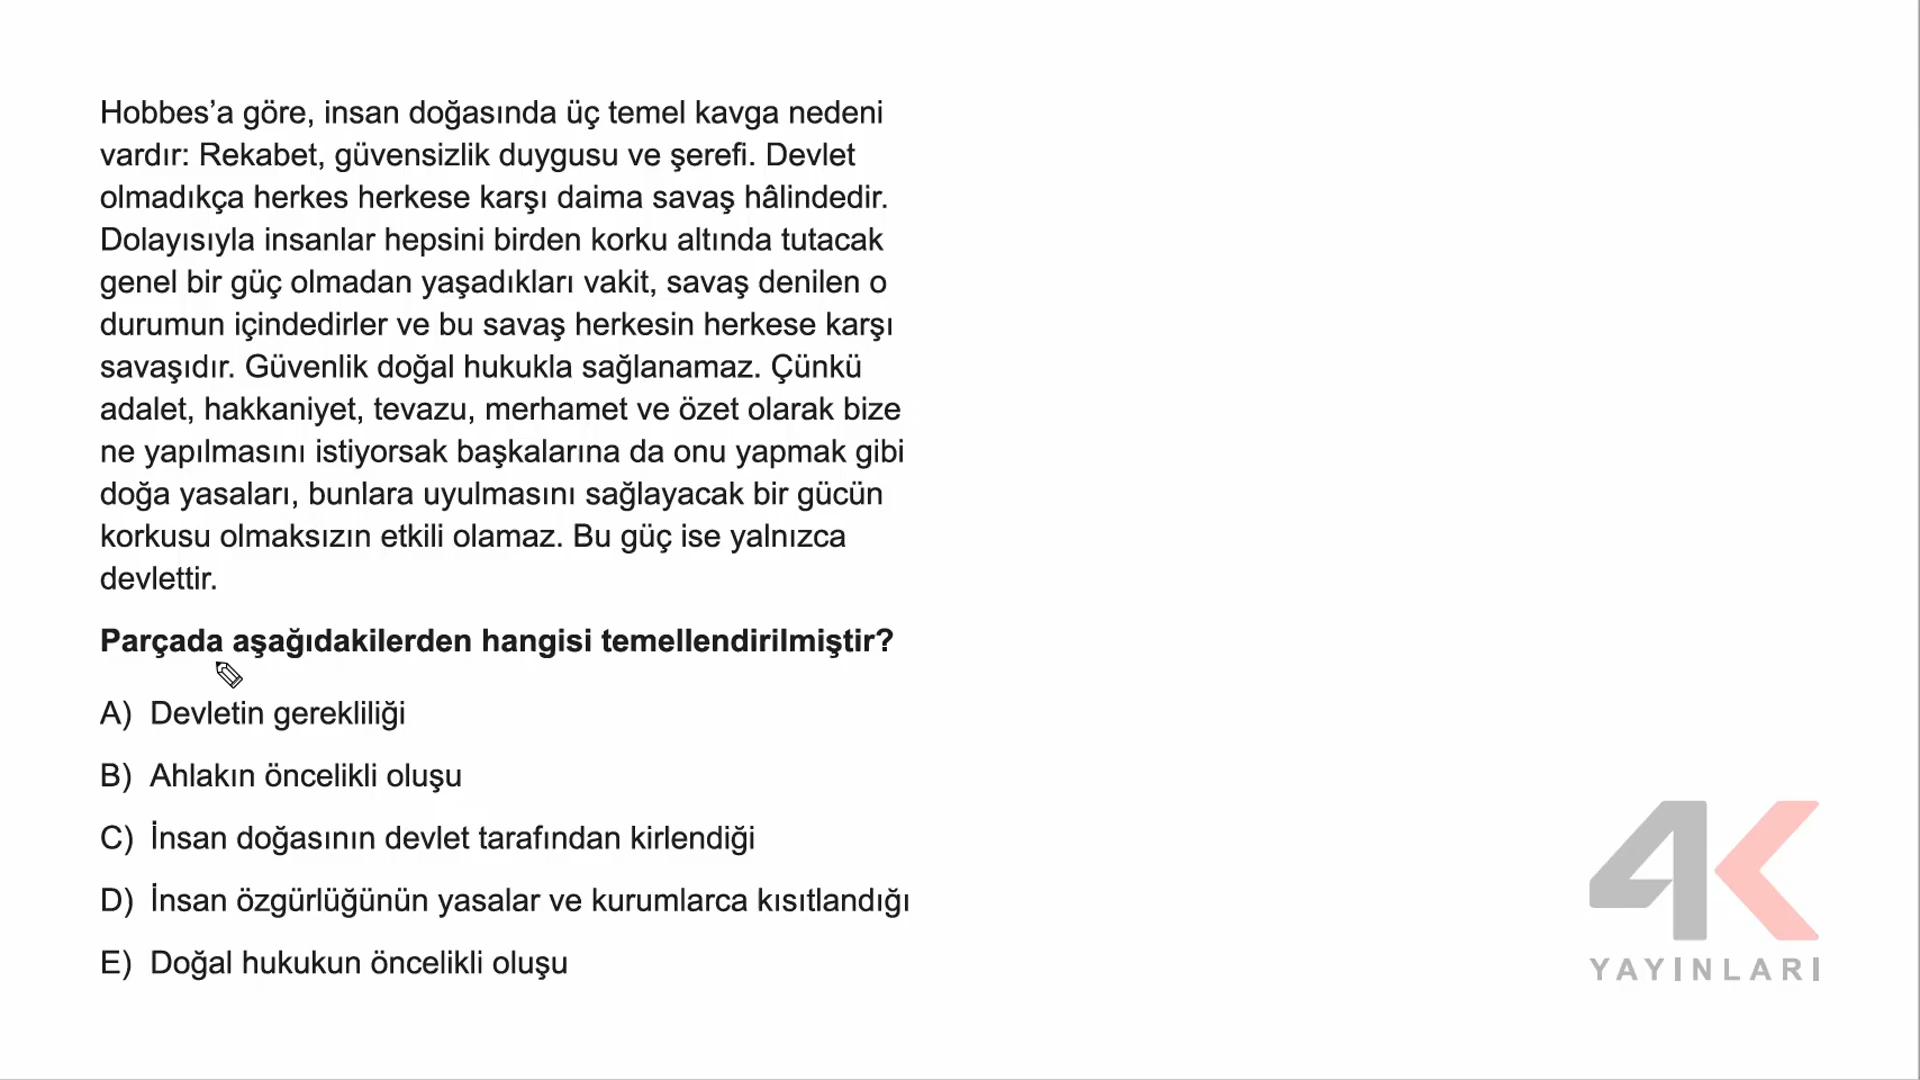 Hobbes’a göre, insan doğasında üç temel kavga nedeni
vardır: Rekabet, güvensizlik duygusu ve şerefi. Devlet
olmadıkça herkes herkese karşı daima savaş hâlindedir.
Dolayısıyla insanlar hepsini birden korku altında tutacak
genel bir güç olmadan yaşadıkları vakit, savaş denilen o
durumun içindedirler ve bu savaş herkesin herkese karşı
savaşıdır. Güvenlik doğal hukukla sağlanamaz. Çünkü
adalet, hakkaniyet, tevazu, merhamet ve özet olarak bize
ne yapılmasını istiyorsak başkalarına da onu yapmak gibi
doğa yasaları, bunlara uyulmasını sağlayacak bir gücün
korkusu olmaksızın etkili olamaz. Bu güç ise yalnızca
devlettir.
Parçada aşağıdakilerden hangisi temellendirilmiştir?
A) Devletin gerekliliği
B) Ahlakın öncelikli oluşu
C) İnsan doğasının devlet tarafından kirlendiği
D) İnsan özgürlüğünün yasalar ve kurumlarca kısıtlandığı
E) Doğal hukukun öncelikli oluşu
4K
YAYINLARI